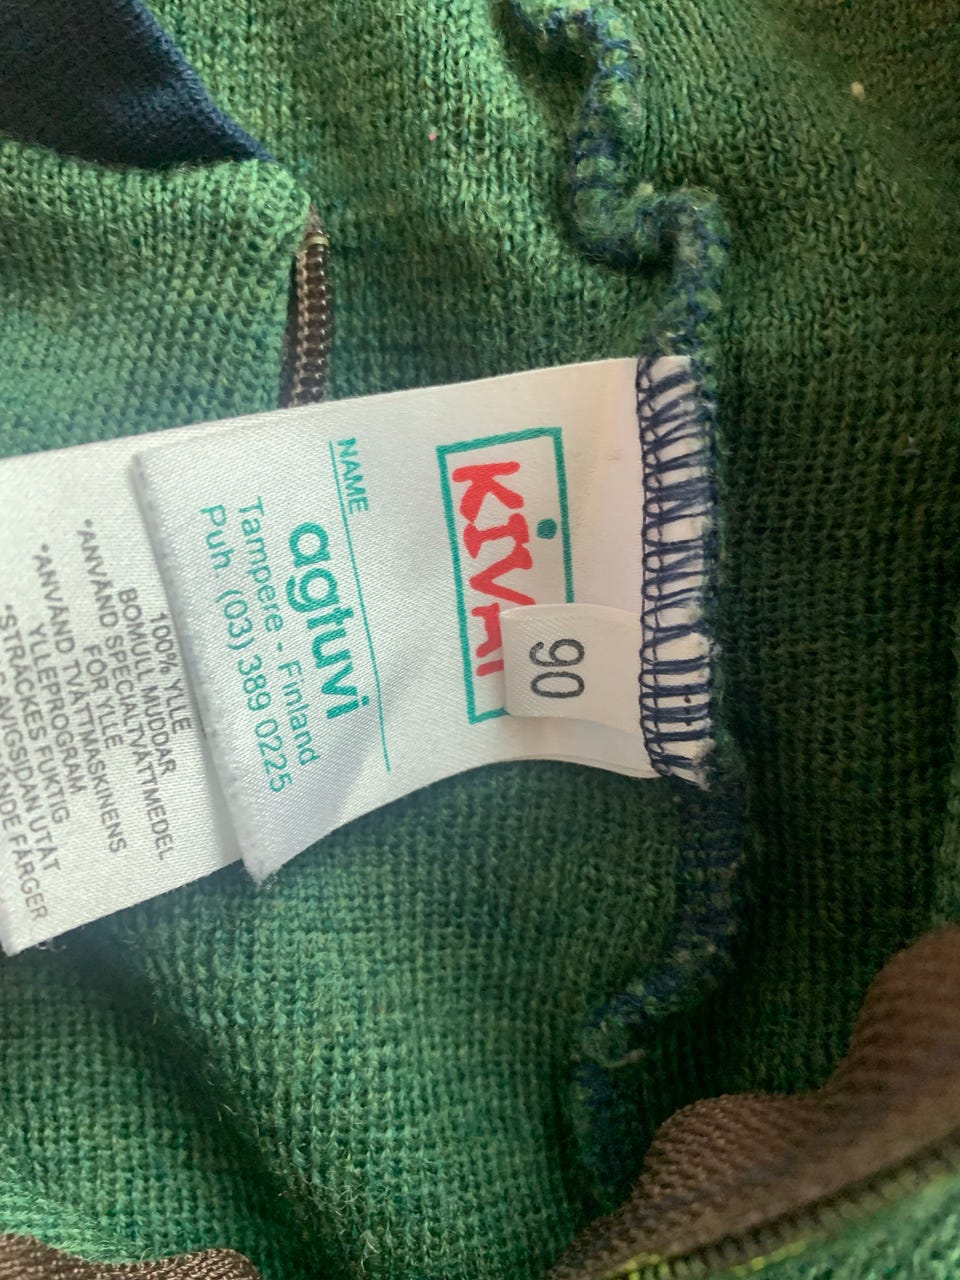 KIVAT
90
NAME
agtuvi
Tampere - Finland
Puh. (03) 389 0225
100% YLLE
BOMULL MUDDAR
*ANVÄND SPECIALTVÄTTMEDEL
FÖR YLLE
*ANVÄND TVÄTTMASKINENS
YLLEPROGRAM
*STRÄCKES FUKTIG
AVIGSIDAN UTÅT
FÄRGER